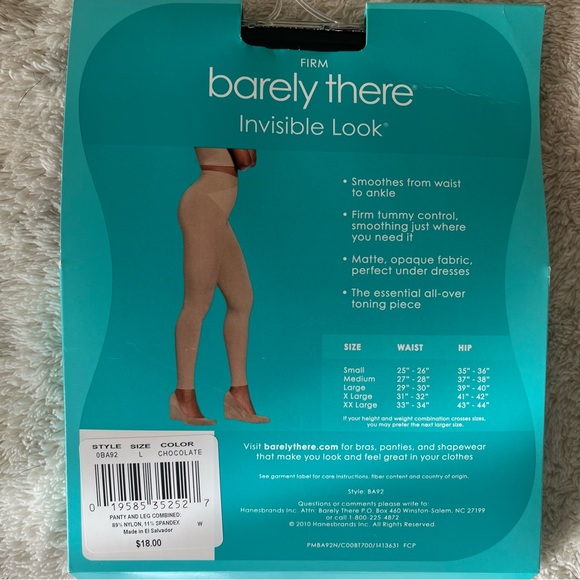 FIRM
barely there®
Invisible Look®
• Smoothes from waist
to ankle
• Firm tummy control,
smoothing just where
you need it
• Matte, opaque fabric,
perfect under dresses
• The essential all-over
toning piece
SIZE WAIST HIP
Small 25" - 26" 35" - 36"
Medium 27" - 28" 37" - 38"
Large 29" - 30" 39" - 40"
X Large 31" - 32" 41" - 42"
XX Large 33" - 34" 43" - 44"
If your height and weight combination crosses sizes,
you may prefer the next larger size.
Visit barelythere.com for bras, panties, and shapewear
that make you look and feel great in your clothes
See garment label for care instructions, fiber content and country of origin.
Style: BA92
Questions or comments please write to:
Hanesbrands Inc. Attn: Barely There P.O. Box 460 Winston-Salem, NC 27199
or call 1-800-225-4872
© 2010 Hanesbrands Inc. All Rights Reserved.
PMBA92N/C00BT700/1113631 FCP
STYLE SIZE COLOR
0BA92 L CHOCOLATE
0 19585 35252 7
PANTY AND LEG COMBINED:
89% NYLON, 11% SPANDEX W
Made in El Salvador
$18.00